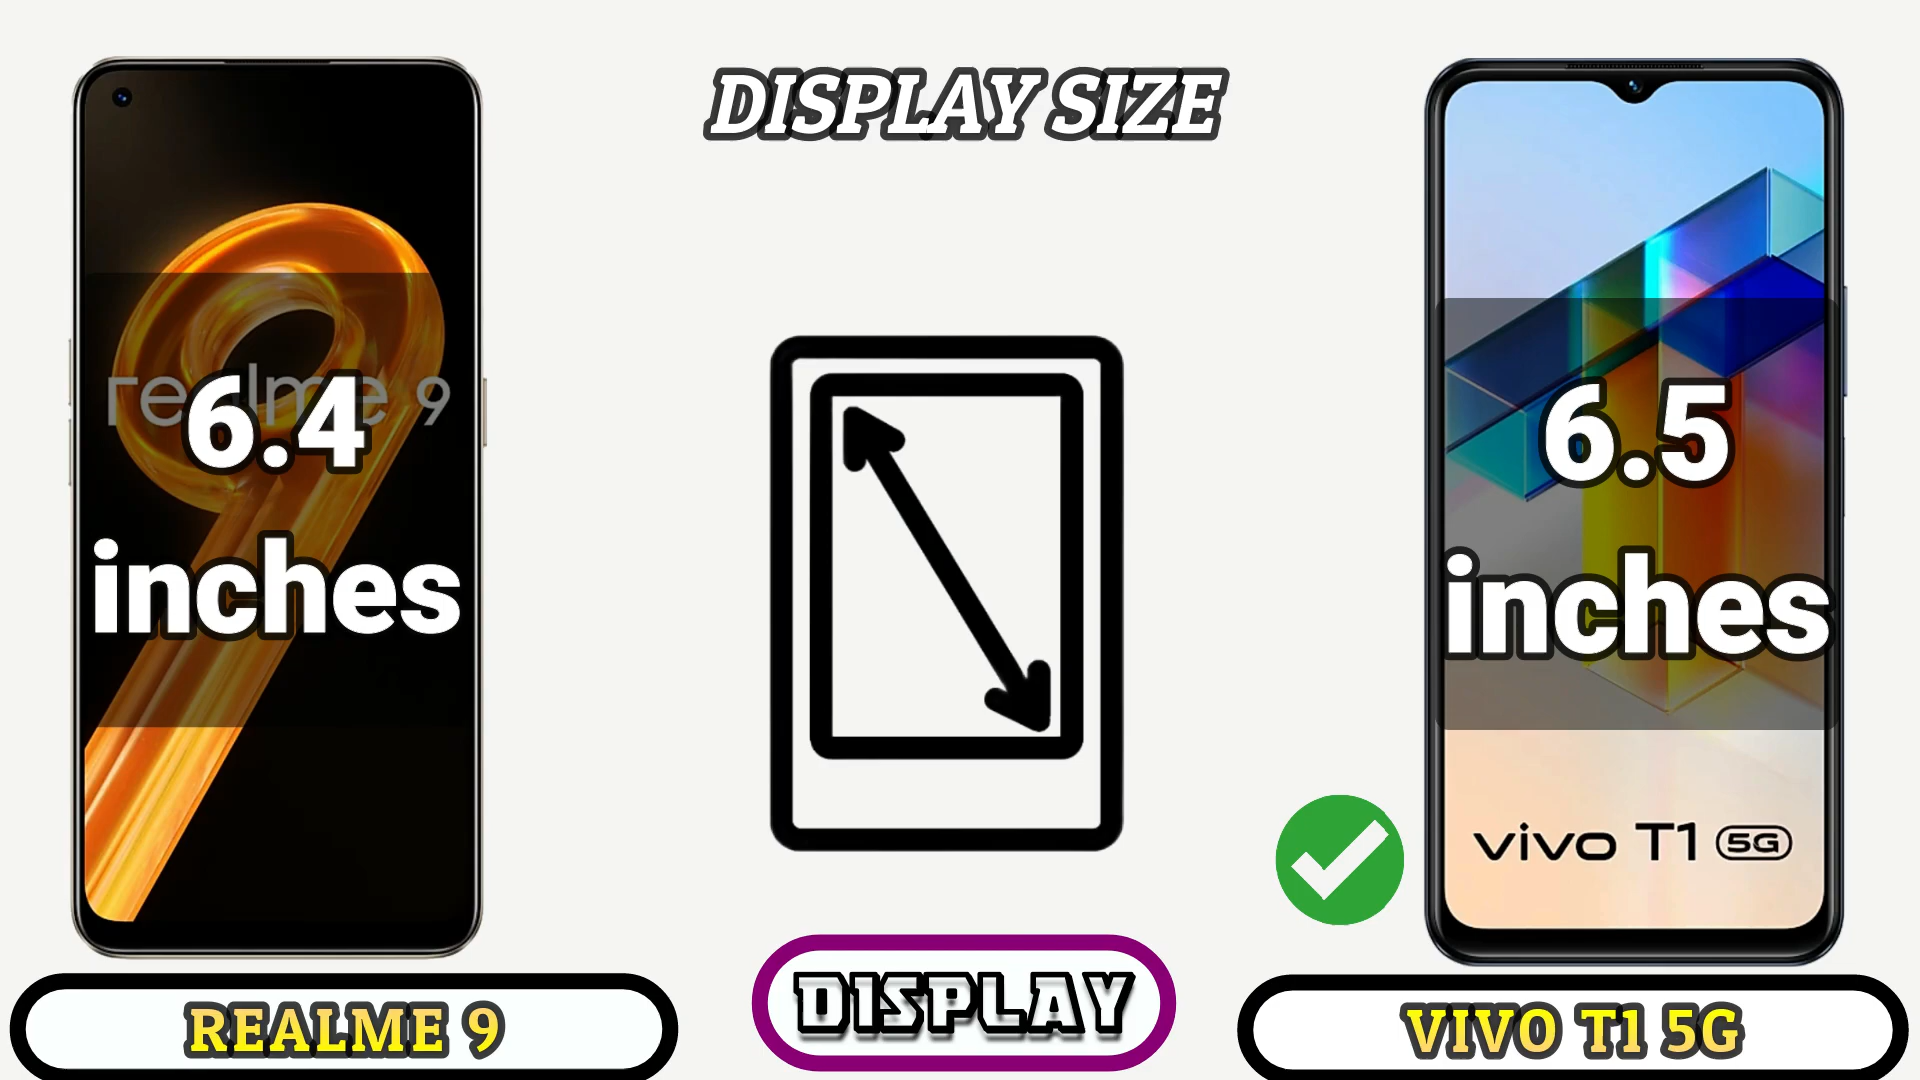 DISPLAY SIZE
realme 9
6.4
inches
6.5
inches
vivo T1 5G
REALME 9
DISPLAY
VIVO T1 5G